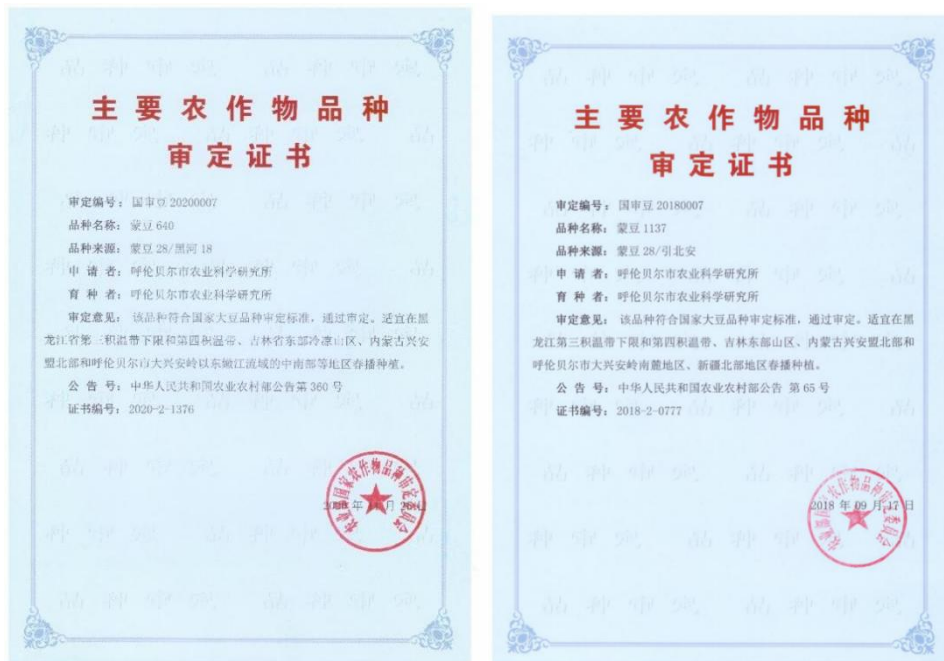 主要农作物品种
审定证书
审定编号：国审豆 20200007
品种名称：蒙豆 640
品种来源：蒙豆 28/黑河 18
申 请 者：呼伦贝尔市农业科学研究所
育 种 者：呼伦贝尔市农业科学研究所
审定意见： 该品种符合国家大豆品种审定标准，通过审定。适宜在黑
龙江省第三积温带下限和第四积温带、吉林省东部冷凉山区、内蒙古兴安
盟北部和呼伦贝尔市大兴安岭以东嫩江流域的中南部等地区春播种植。
公 告 号：中华人民共和国农业农村部公告第 360 号
证书编号：2020-2-1376
主要农作物品种
审定证书
审定编号：国审豆 20180007
品种名称：蒙豆 1137
品种来源：蒙豆 28/引北安
申 请 者：呼伦贝尔市农业科学研究所
育 种 者：呼伦贝尔市农业科学研究所
审定意见： 该品种符合国家大豆品种审定标准，通过审定。适宜在黑
龙江第三积温带下限和第四积温带、吉林东部山区、内蒙古兴安盟北部和
呼伦贝尔市大兴安岭南麓地区、新疆北部地区春播种植。
公 告 号：中华人民共和国农业农村部公告 第 65 号
证书编号：2018-2-0777
2018 年 09 月 17 日